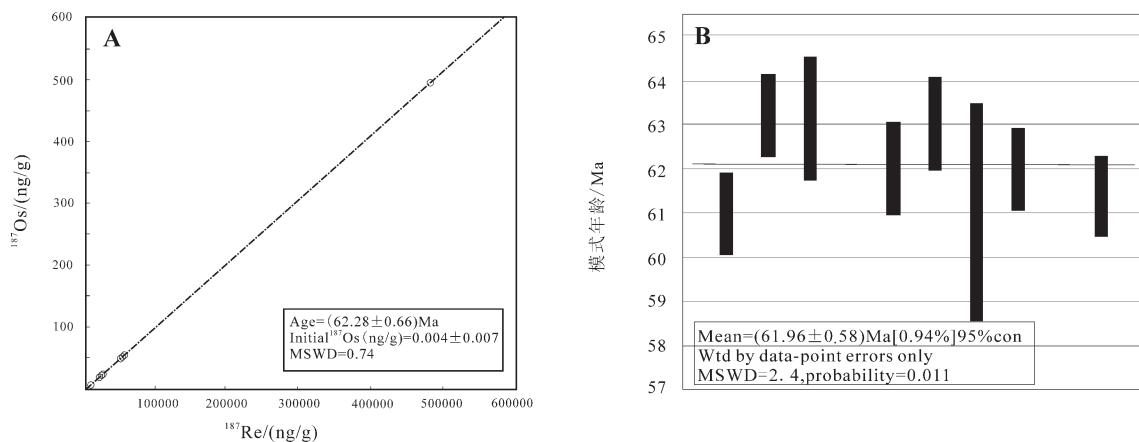 A
600
500
400
300
200
100
¹⁸⁷Os/(ng/g)
Age=(62.28±0.66)Ma
Initial¹⁸⁷Os(ng/g)=0.004±0.007
MSWD=0.74
100000 200000 300000 400000 500000 600000
¹⁸⁷Re/(ng/g)
B
65
64
63
62
61
60
59
58
57
模式年龄/Ma
Mean=(61.96±0.58)Ma[0.94%]95%con
Wtd by data-point errors only
MSWD=2. 4,probability=0.011